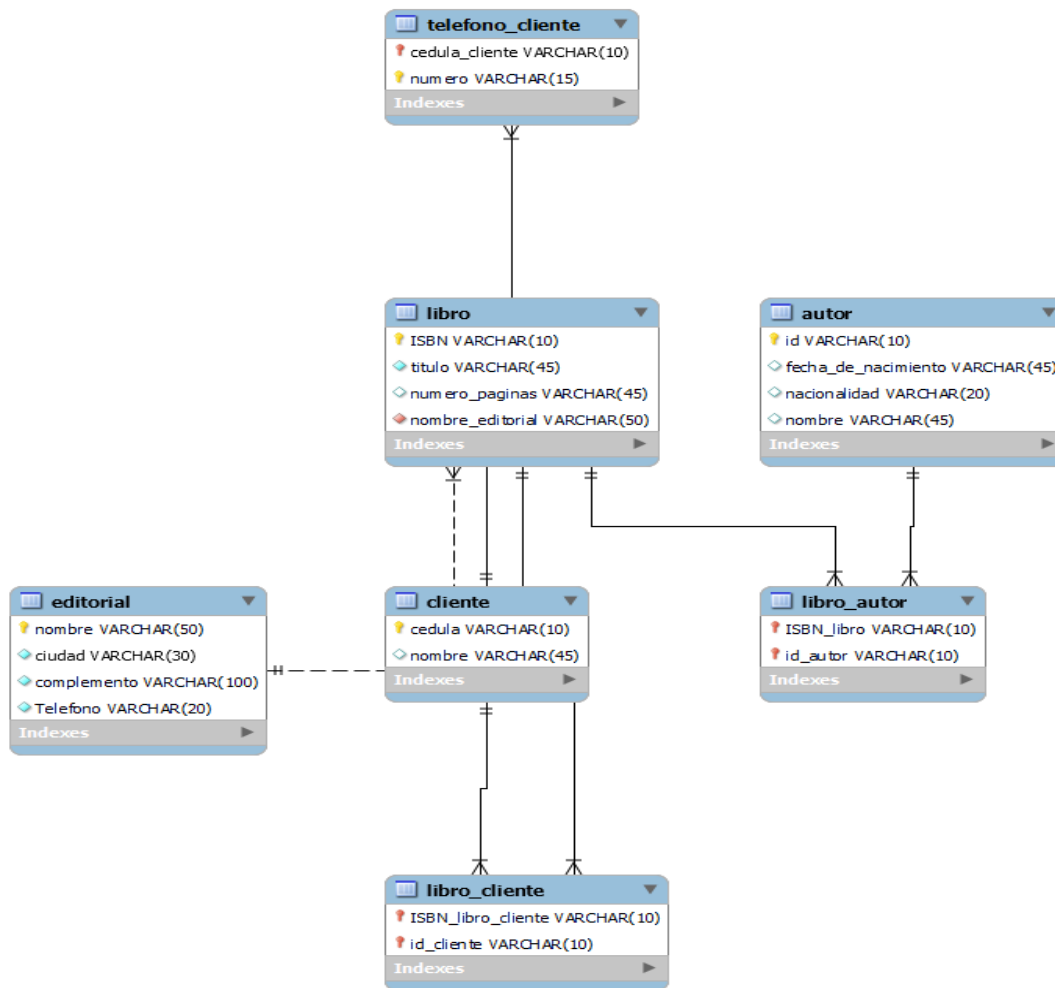 telefono_cliente
cedula_cliente VARCHAR(10)
numero VARCHAR(15)
Indexes
libro
ISBN VARCHAR(10)
titulo VARCHAR(45)
numero_paginas VARCHAR(45)
nombre_editorial VARCHAR(50)
Indexes
autor
id VARCHAR(10)
fecha_de_nacimiento VARCHAR(45)
nacionalidad VARCHAR(20)
nombre VARCHAR(45)
Indexes
editorial
nombre VARCHAR(50)
ciudad VARCHAR(30)
complemento VARCHAR(100)
Telefono VARCHAR(20)
Indexes
cliente
cedula VARCHAR(10)
nombre VARCHAR(45)
Indexes
libro_autor
ISBN_libro VARCHAR(10)
id_autor VARCHAR(10)
Indexes
libro_cliente
ISBN_libro_cliente VARCHAR(10)
id_cliente VARCHAR(10)
Indexes